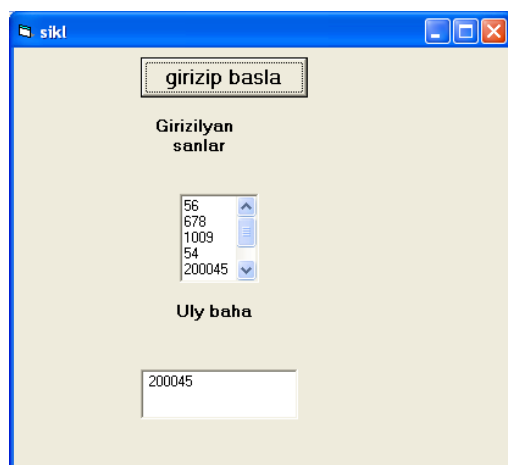 sikl
girizip basla
Girizilyan
sanlar
56
678
1009
54
200045
Uly baha
200045